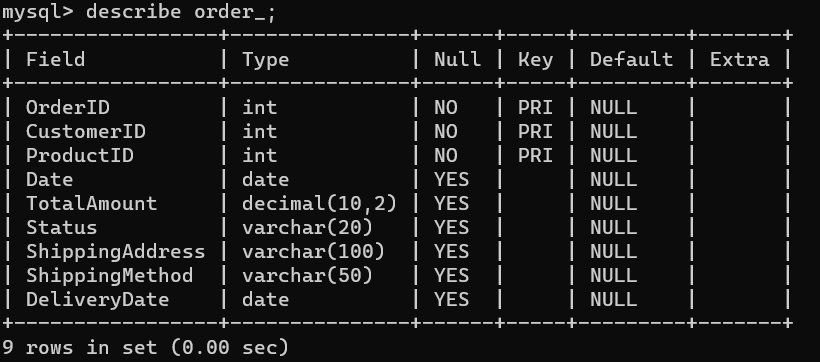 mysql> describe order_;
+-----------------+---------------+------+-----+---------+-------+
| Field           | Type          | Null | Key | Default | Extra |
+-----------------+---------------+------+-----+---------+-------+
| OrderID         | int           | NO   | PRI | NULL    |       |
| CustomerID      | int           | NO   | PRI | NULL    |       |
| ProductID       | int           | NO   | PRI | NULL    |       |
| Date            | date          | YES  |     | NULL    |       |
| TotalAmount     | decimal(10,2) | YES  |     | NULL    |       |
| Status          | varchar(20)   | YES  |     | NULL    |       |
| ShippingAddress | varchar(100)  | YES  |     | NULL    |       |
| ShippingMethod  | varchar(50)   | YES  |     | NULL    |       |
| DeliveryDate    | date          | YES  |     | NULL    |       |
+-----------------+---------------+------+-----+---------+-------+
9 rows in set (0.00 sec)